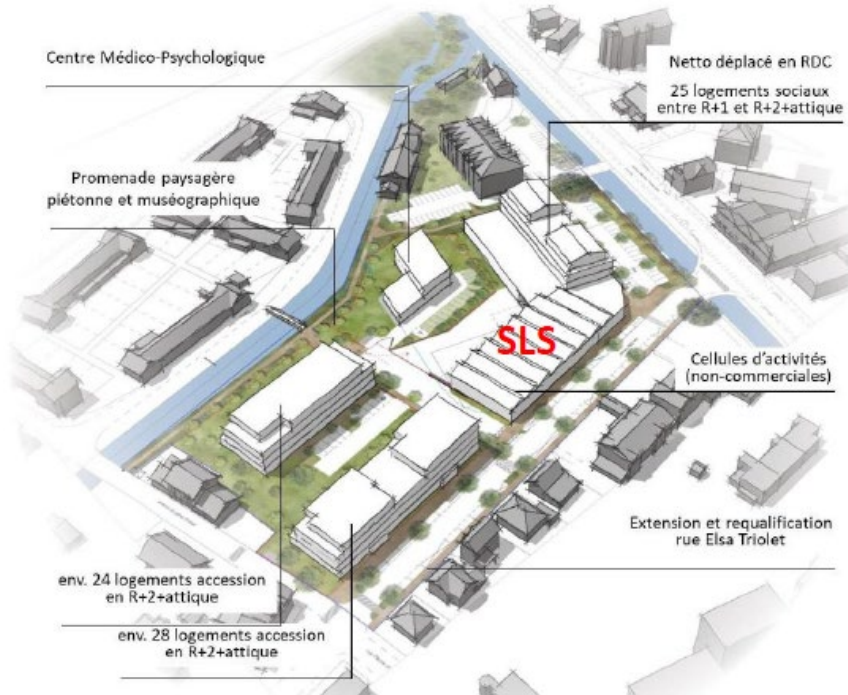 Centre Médico-Psychologique
Netto déplacé en RDC
25 logements sociaux
entre R+1 et R+2+attique
Promenade paysagère
piétonne et muséographique
SLS
Cellules d'activités
(non-commerciales)
Extension et requalification
rue Elsa Triolet
env. 24 logements accession
en R+2+attique
env. 28 logements accession
en R+2+attique